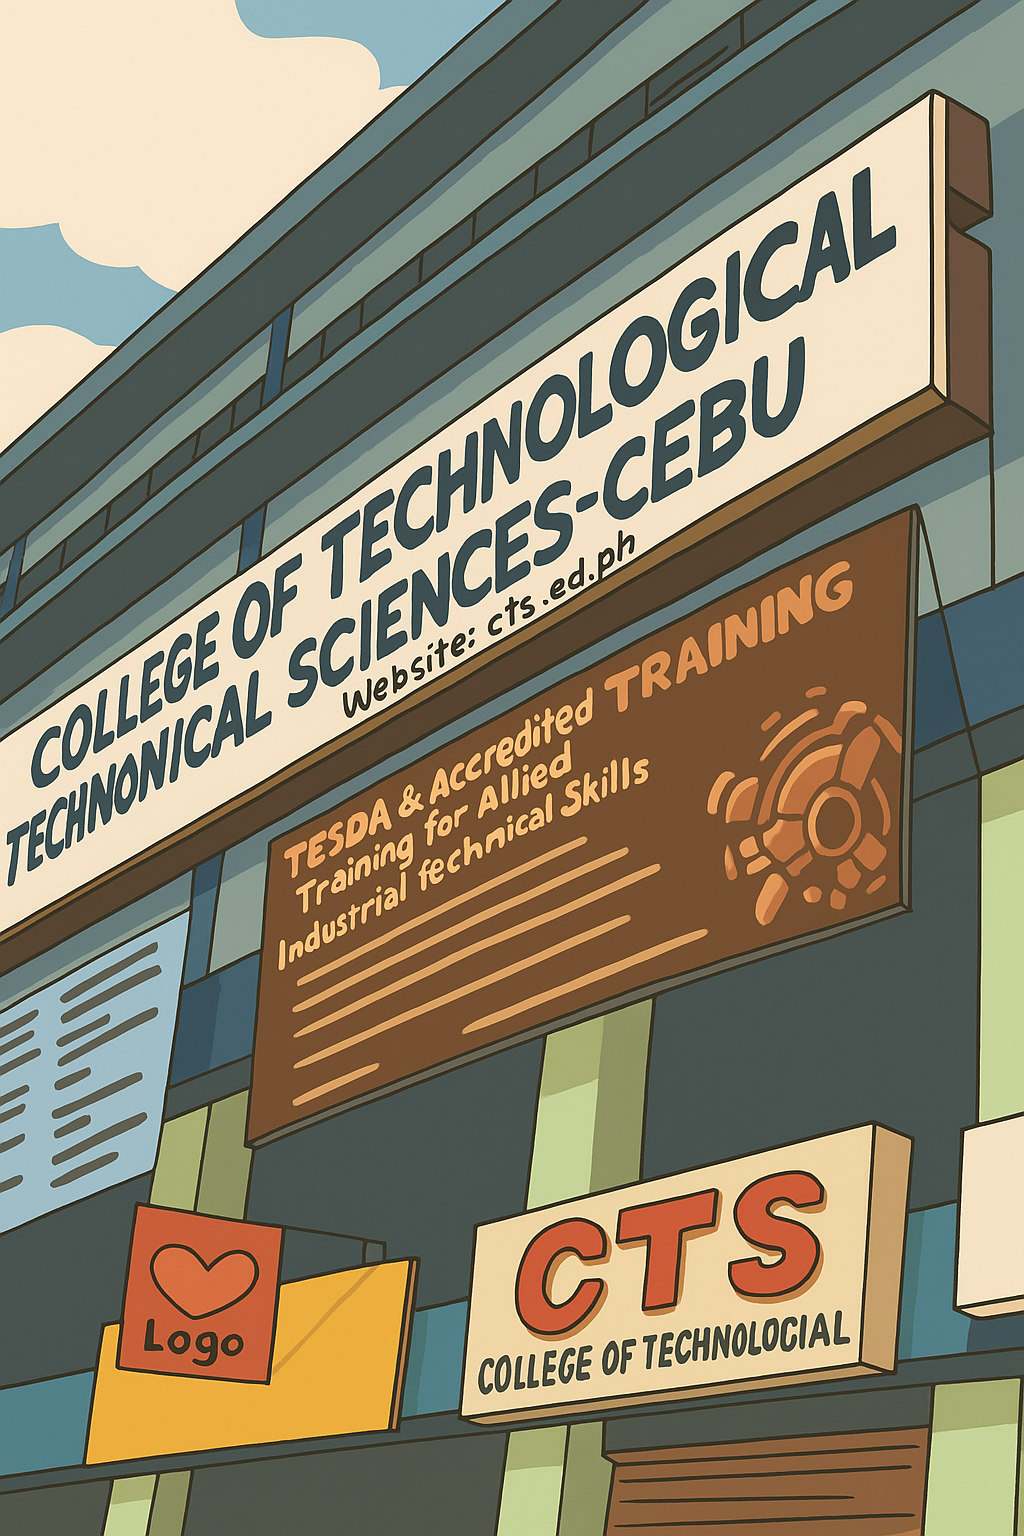 COLLEGE OF TECHNOLOGICAL
TECHNONICAL SCIENCES-CEBU
Website: cts.ed.ph
TESDA & Accredited TRAINING
Training for Allied
Industrial technical Skills
Logo
CTS
COLLEGE OF TECHNOLOCIAL